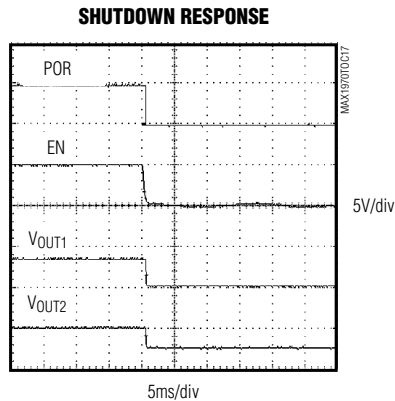 SHUTDOWN RESPONSE
MAX1970TOC17
POR
EN
5V/div
VOUT1
VOUT2
5ms/div